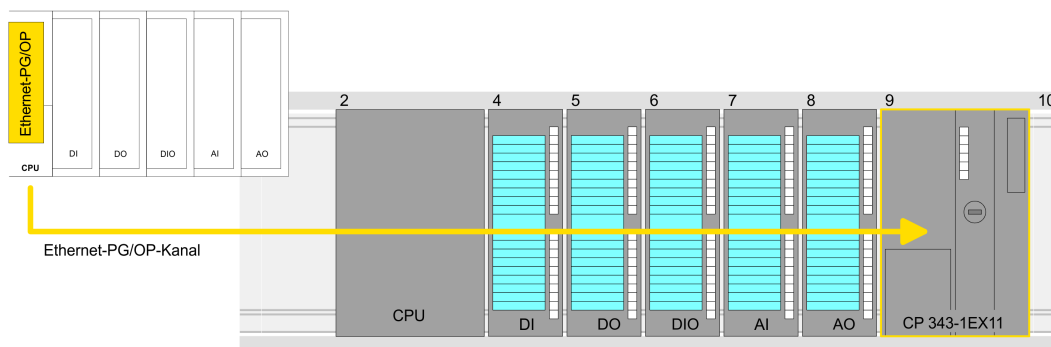 Ethernet-PG/OP
CPU
DI
DO
DIO
AI
AO
Ethernet-PG/OP-Kanal
2
4
5
6
7
8
9
10
CPU
DI
DO
DIO
AI
AO
CP 343-1EX11